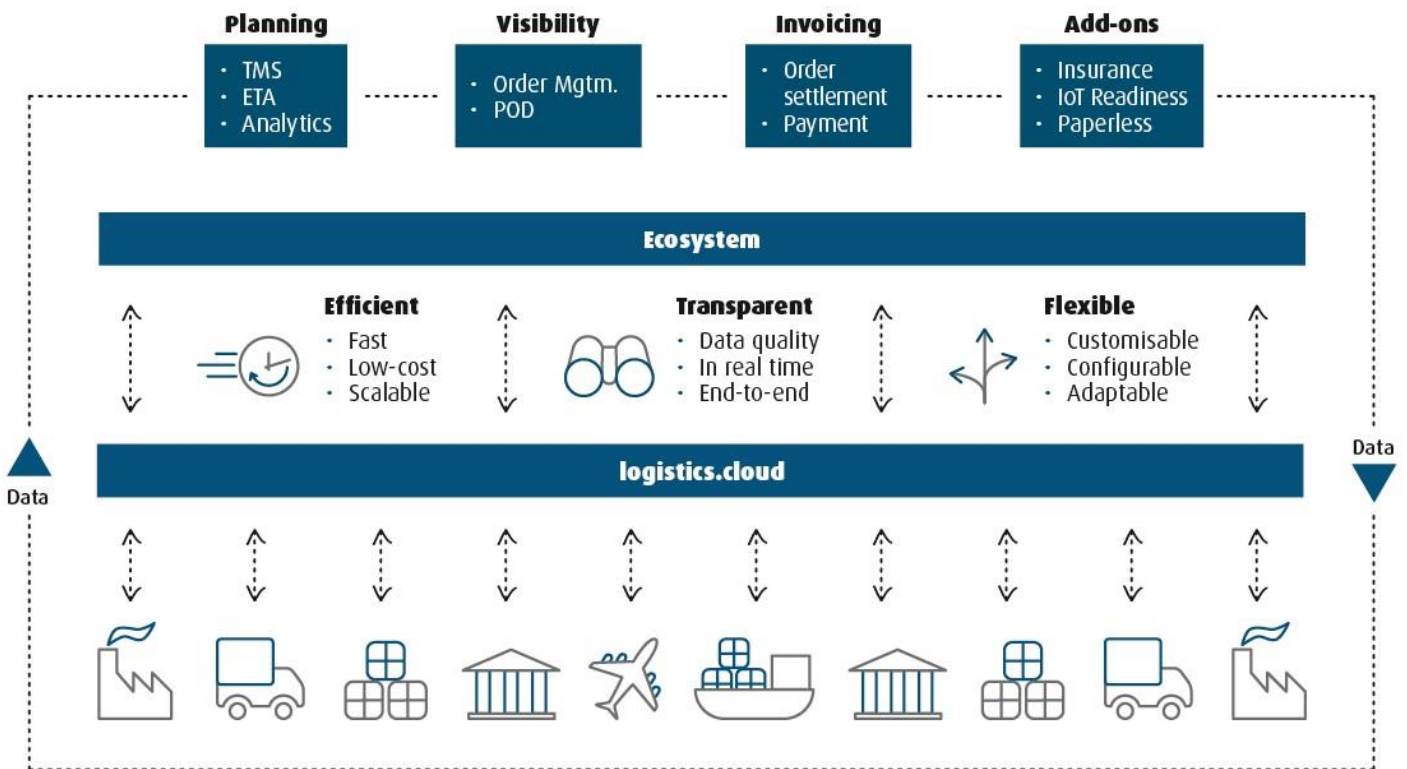 Planning
Visibility
Invoicing
Add-ons
· TMS
· ETA
· Analytics
· Order Mgtm.
· POD
· Order
settlement
· Payment
· Insurance
· IoT Readiness
· Paperless
Ecosystem
Efficient
· Fast
· Low-cost
· Scalable
Transparent
· Data quality
· In real time
· End-to-end
Flexible
· Customisable
· Configurable
· Adaptable
Data
Data
logistics.cloud